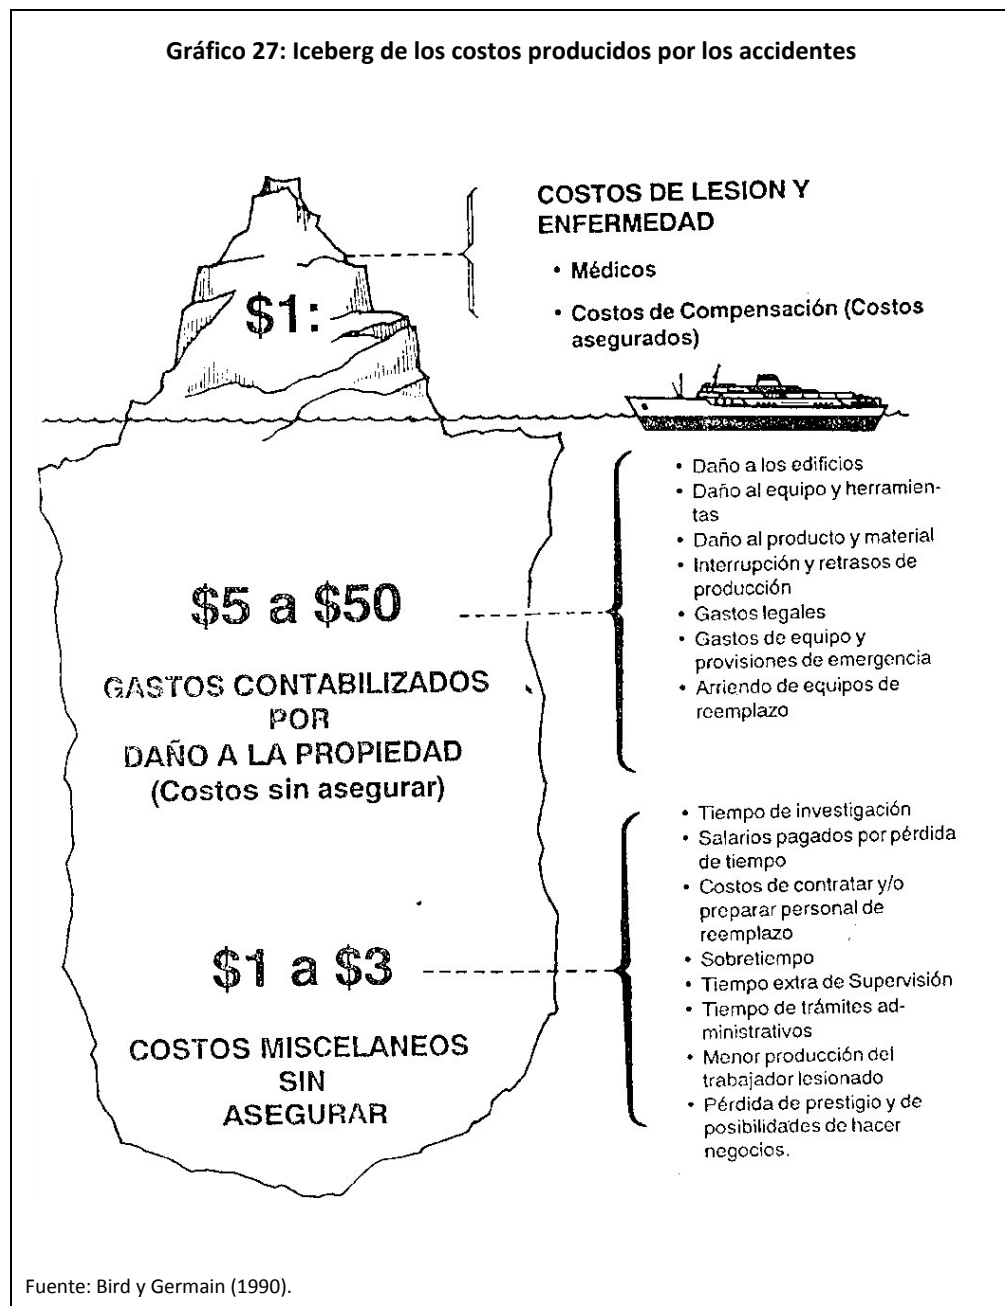 Gráfico 27: Iceberg de los costos producidos por los accidentes
COSTOS DE LESION Y
ENFERMEDAD
• Médicos
• Costos de Compensación (Costos
asegurados)
$1:
• Daño a los edificios
• Daño al equipo y herramien-
tas
• Daño al producto y material
• Interrupción y retrasos de
producción
• Gastos legales
• Gastos de equipo y
provisiones de emergencia
• Arriendo de equipos de
reemplazo
$5 a $50
GASTOS CONTABILIZADOS
POR
DAÑO A LA PROPIEDAD
(Costos sin asegurar)
• Tiempo de investigación
• Salarios pagados por pérdida
de tiempo
• Costos de contratar y/o
preparar personal de
reemplazo
• Sobretiempo
• Tiempo extra de Supervisión
• Tiempo de trámites ad-
ministrativos
• Menor producción del
trabajador lesionado
• Pérdida de prestigio y de
posibilidades de hacer
negocios.
$1 a $3
COSTOS MISCELANEOS
SIN
ASEGURAR
Fuente: Bird y Germain (1990).